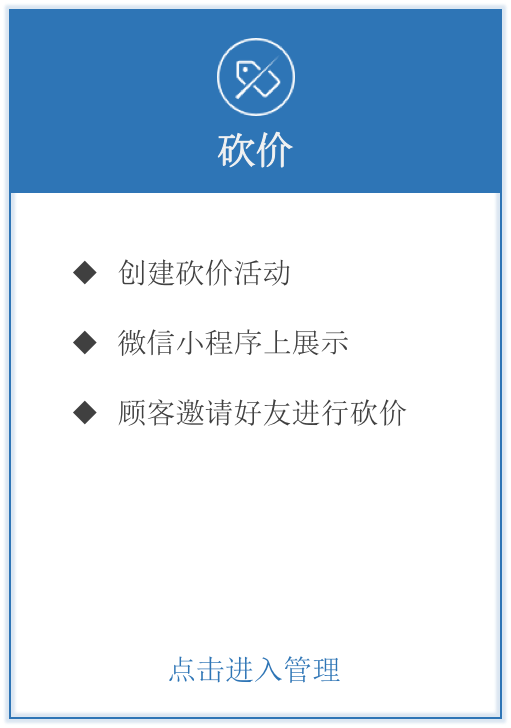 砍价
◆ 创建砍价活动
◆ 微信小程序上展示
◆ 顾客邀请好友进行砍价
点击进入管理